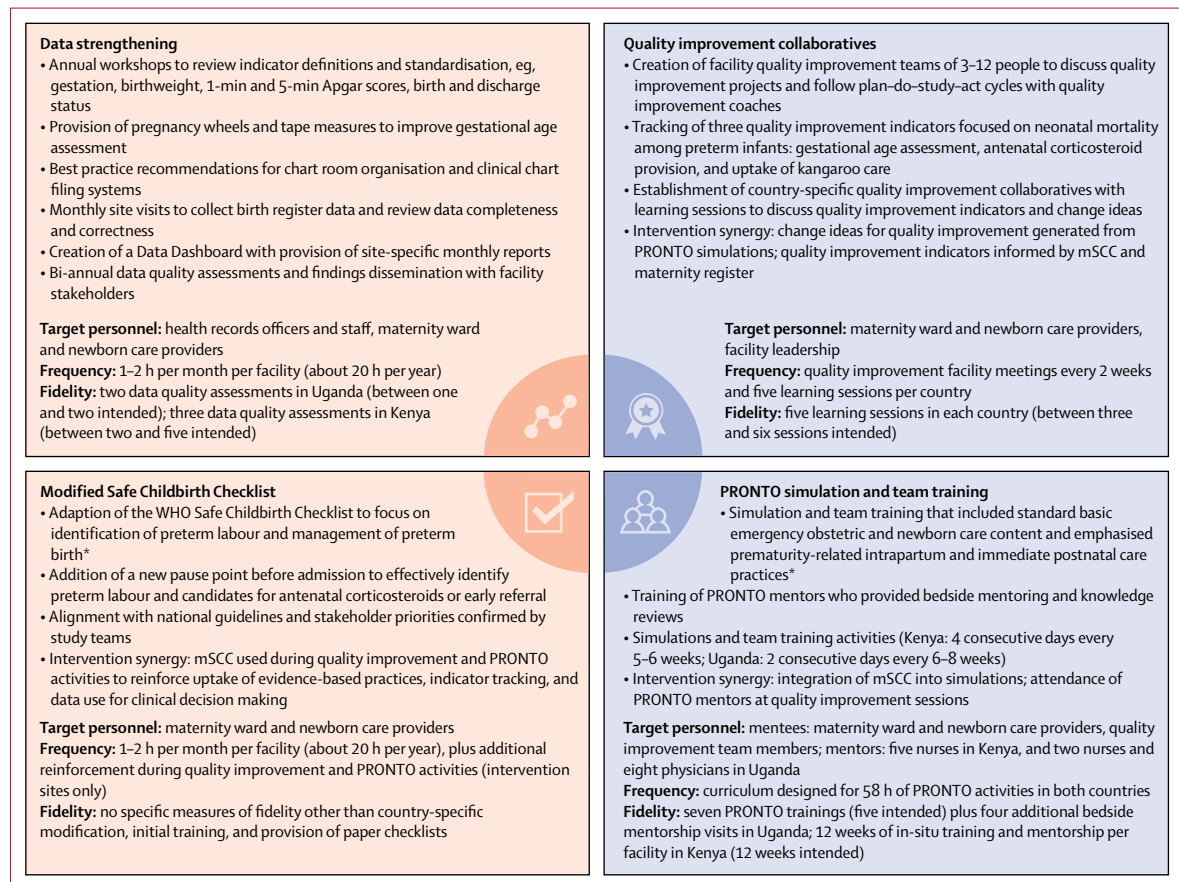 Data strengthening
• Annual workshops to review indicator definitions and standardisation, eg,
gestation, birthweight, 1-min and 5-min Apgar scores, birth and discharge
status
• Provision of pregnancy wheels and tape measures to improve gestational age
assessment
• Best practice recommendations for chart room organisation and clinical chart
filing systems
• Monthly site visits to collect birth register data and review data completeness
and correctness
• Creation of a Data Dashboard with provision of site-specific monthly reports
• Bi-annual data quality assessments and findings dissemination with facility
stakeholders
Target personnel: health records officers and staff, maternity ward
and newborn care providers
Frequency: 1–2 h per month per facility (about 20 h per year)
Fidelity: two data quality assessments in Uganda (between one
and two intended); three data quality assessments in Kenya
(between two and five intended)
Quality improvement collaboratives
• Creation of facility quality improvement teams of 3–12 people to discuss quality
improvement projects and follow plan–do–study–act cycles with quality
improvement coaches
• Tracking of three quality improvement indicators focused on neonatal mortality
among preterm infants: gestational age assessment, antenatal corticosteroid
provision, and uptake of kangaroo care
• Establishment of country-specific quality improvement collaboratives with
learning sessions to discuss quality improvement indicators and change ideas
• Intervention synergy: change ideas for quality improvement generated from
PRONTO simulations; quality improvement indicators informed by mSCC and
maternity register
Target personnel: maternity ward and newborn care providers,
facility leadership
Frequency: quality improvement facility meetings every 2 weeks
and five learning sessions per country
Fidelity: five learning sessions in each country (between three
and six sessions intended)
Modified Safe Childbirth Checklist
• Adaption of the WHO Safe Childbirth Checklist to focus on
identification of preterm labour and management of preterm
birth*
• Addition of a new pause point before admission to effectively identify
preterm labour and candidates for antenatal corticosteroids or early referral
• Alignment with national guidelines and stakeholder priorities confirmed by
study teams
• Intervention synergy: mSCC used during quality improvement and PRONTO
activities to reinforce uptake of evidence-based practices, indicator tracking, and
data use for clinical decision making
Target personnel: maternity ward and newborn care providers
Frequency: 1–2 h per month per facility (about 20 h per year), plus additional
reinforcement during quality improvement and PRONTO activities (intervention
sites only)
Fidelity: no specific measures of fidelity other than country-specific
modification, initial training, and provision of paper checklists
PRONTO simulation and team training
• Simulation and team training that included standard basic
emergency obstetric and newborn care content and emphasised
prematurity-related intrapartum and immediate postnatal care
practices*
• Training of PRONTO mentors who provided bedside mentoring and knowledge
reviews
• Simulations and team training activities (Kenya: 4 consecutive days every
5–6 weeks; Uganda: 2 consecutive days every 6–8 weeks)
• Intervention synergy: integration of mSCC into simulations; attendance of
PRONTO mentors at quality improvement sessions
Target personnel: mentees: maternity ward and newborn care providers, quality
improvement team members; mentors: five nurses in Kenya, and two nurses and
eight physicians in Uganda
Frequency: curriculum designed for 58 h of PRONTO activities in both countries
Fidelity: seven PRONTO trainings (five intended) plus four additional bedside
mentorship visits in Uganda; 12 weeks of in-situ training and mentorship per
facility in Kenya (12 weeks intended)